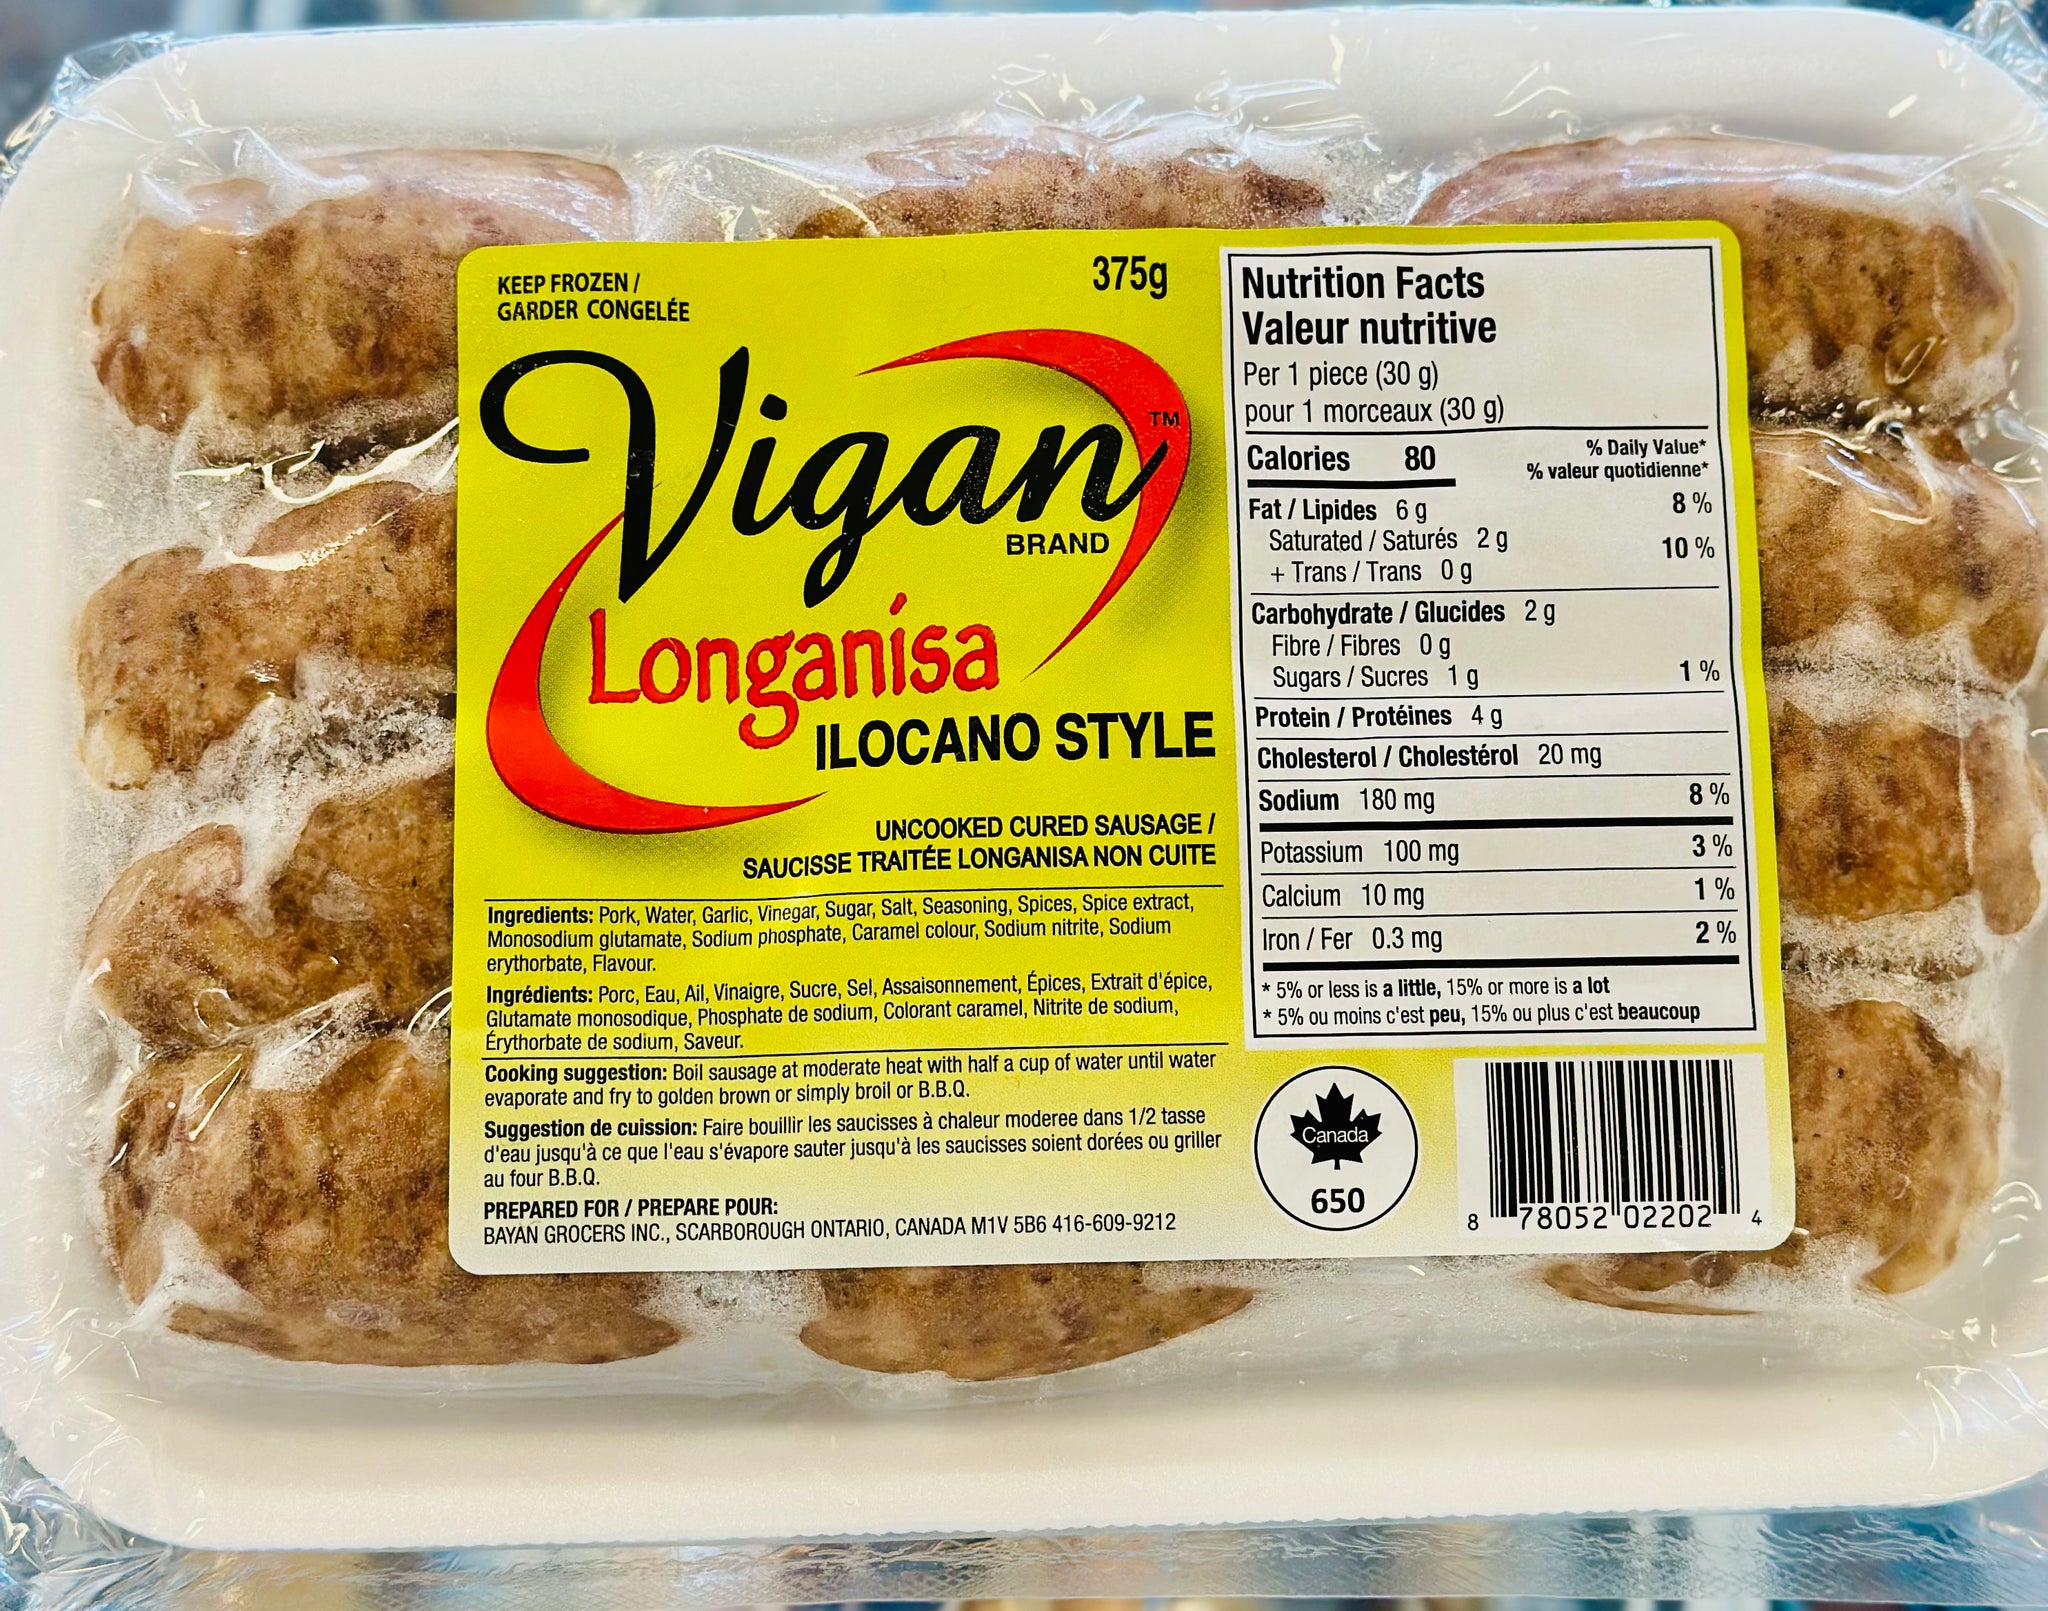 KEEP FROZEN /
GARDER CONGELÉE
375g
Vigan™
BRAND
Longanisa
ILOCANO STYLE
UNCOOKED CURED SAUSAGE /
SAUCISSE TRAITÉE LONGANISA NON CUITE
Ingredients: Pork, Water, Garlic, Vinegar, Sugar, Salt, Seasoning, Spices, Spice extract,
Monosodium glutamate, Sodium phosphate, Caramel colour, Sodium nitrite, Sodium
erythorbate, Flavour.
Ingrédients: Porc, Eau, Ail, Vinaigre, Sucre, Sel, Assaisonnement, Épices, Extrait d'épice,
Glutamate monosodique, Phosphate de sodium, Colorant caramel, Nitrite de sodium,
Érythorbate de sodium, Saveur.
Cooking suggestion: Boil sausage at moderate heat with half a cup of water until water
evaporate and fry to golden brown or simply broil or B.B.Q.
Suggestion de cuission: Faire bouillir les saucisses à chaleur moderee dans 1/2 tasse
d'eau jusqu'à ce que l'eau s'évapore sauter jusqu'à les saucisses soient dorées ou griller
au four B.B.Q.
PREPARED FOR / PREPARE POUR:
BAYAN GROCERS INC., SCARBOROUGH ONTARIO, CANADA M1V 5B6 416-609-9212
Nutrition Facts
Valeur nutritive
Per 1 piece (30 g)
pour 1 morceaux (30 g)
Calories 80
% Daily Value*
% valeur quotidienne*
Fat / Lipides 6 g 8 %
Saturated / Saturés 2 g 10 %
+ Trans / Trans 0 g
Carbohydrate / Glucides 2 g
Fibre / Fibres 0 g
Sugars / Sucres 1 g 1 %
Protein / Protéines 4 g
Cholesterol / Cholestérol 20 mg
Sodium 180 mg 8 %
Potassium 100 mg 3 %
Calcium 10 mg 1 %
Iron / Fer 0.3 mg 2 %
* 5% or less is a little, 15% or more is a lot
* 5% ou moins c'est peu, 15% ou plus c'est beaucoup
Canada
650
8 78052 02202 4